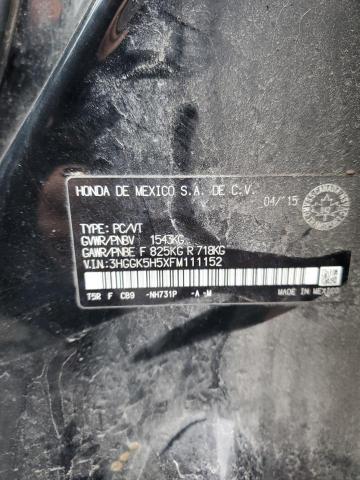 HONDA DE MEXICO S.A. DE C.V.
04/'15
TYPE: PC/VT
GVWR/PNBV 1543KG
GAWR/PNBE F 825KG R 718KG
V.I.N.:3HGGK5H5XFM111152
T5R F C89 -NH731P -A -M
MADE IN MEXICO